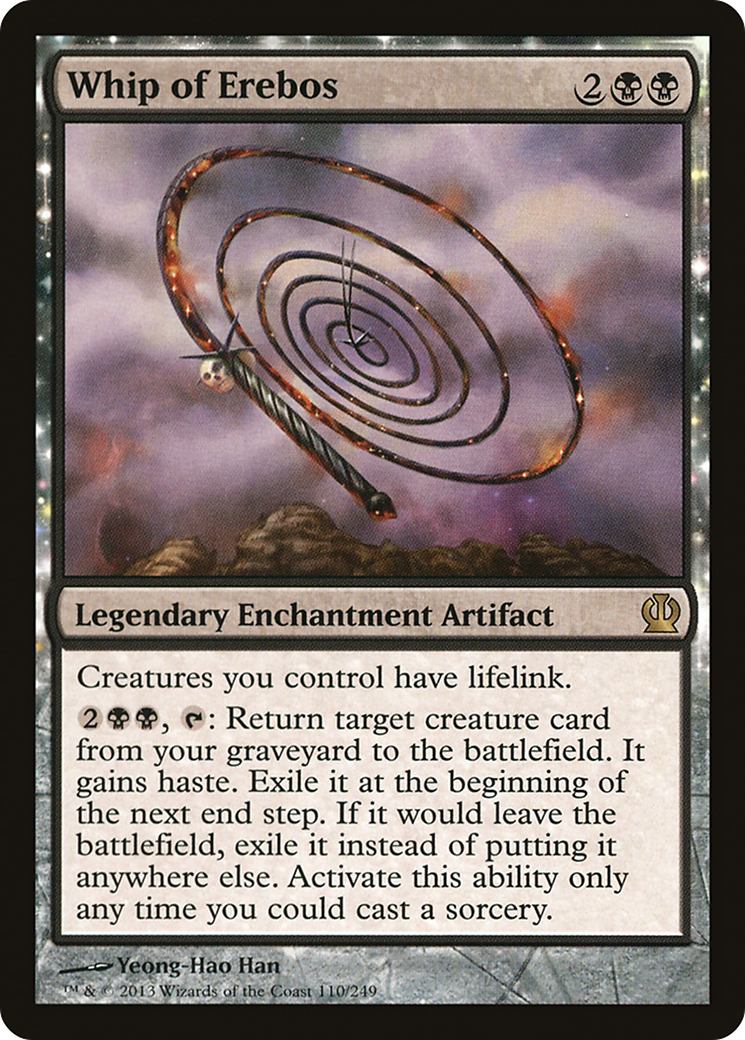 Whip of Erebos
2
Legendary Enchantment Artifact
Creatures you control have lifelink.
2, : Return target creature card
from your graveyard to the battlefield. It
gains haste. Exile it at the beginning of
the next end step. If it would leave the
battlefield, exile it instead of putting it
anywhere else. Activate this ability only
any time you could cast a sorcery.
Yeong-Hao Han
™ & © 2013 Wizards of the Coast 110/249